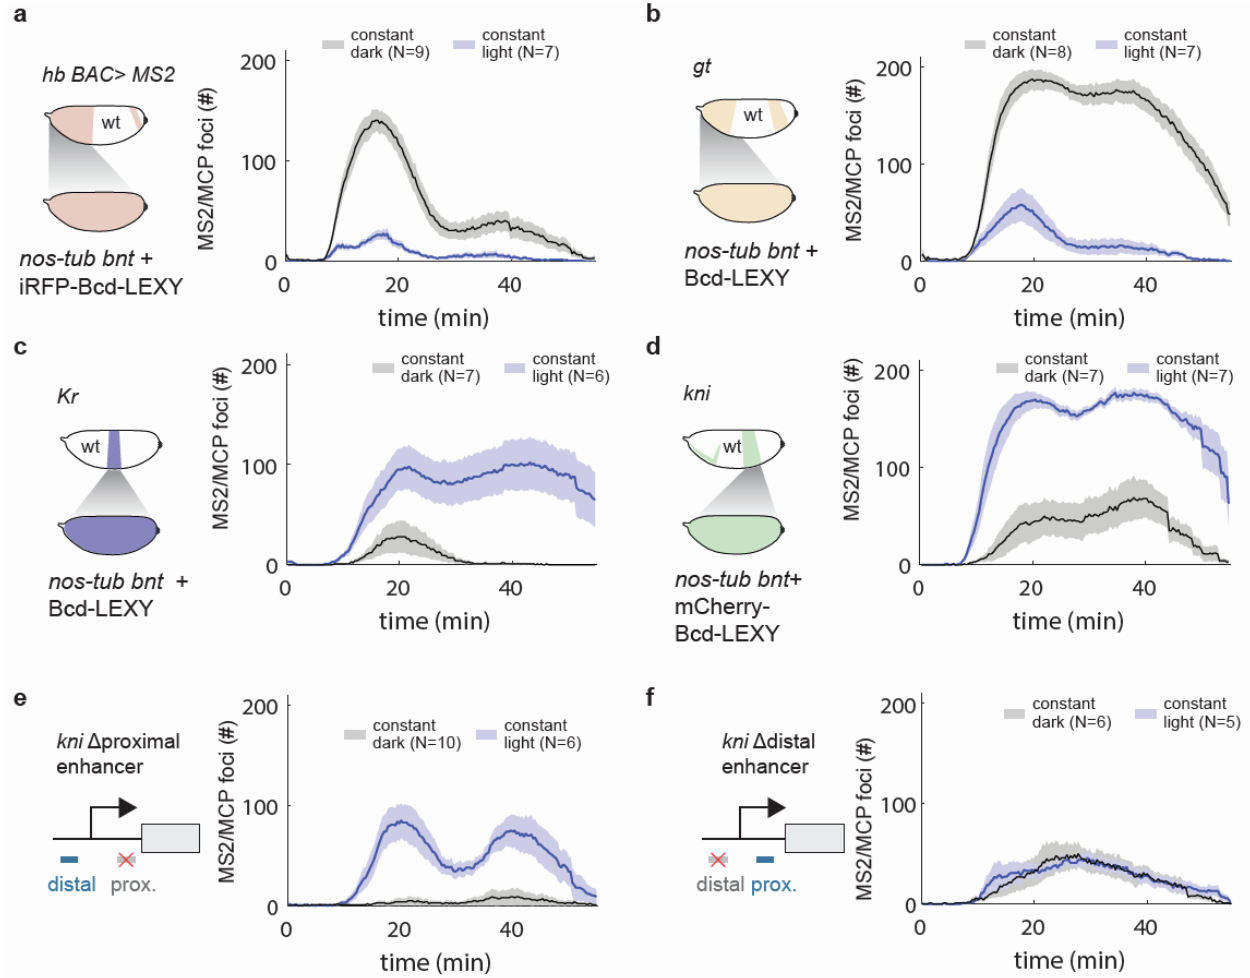 a
hb BAC> MS2
wt
nos-tub bnt +
iRFP-Bcd-LEXY
constant
dark (N=9)
constant
light (N=7)
MS2/MCP foci (#)
200
100
0
0
20
40
time (min)
b
gt
wt
nos-tub bnt +
Bcd-LEXY
constant
dark (N=8)
constant
light (N=7)
MS2/MCP foci (#)
200
100
0
0
20
40
time (min)
c
Kr
wt
nos-tub bnt +
Bcd-LEXY
constant
dark (N=7)
constant
light (N=6)
MS2/MCP foci (#)
200
100
0
0
20
40
time (min)
d
kni
wt
nos-tub bnt+
mCherry-
Bcd-LEXY
constant
dark (N=7)
constant
light (N=7)
MS2/MCP foci (#)
200
100
0
0
20
40
time (min)
e
kni Δproximal
enhancer
distal prox.
constant
dark (N=10)
constant
light (N=6)
MS2/MCP foci (#)
200
100
0
0
20
40
time (min)
f
kni Δdistal
enhancer
distal prox.
constant
dark (N=6)
constant
light (N=5)
MS2/MCP foci (#)
200
100
0
0
20
40
time (min)